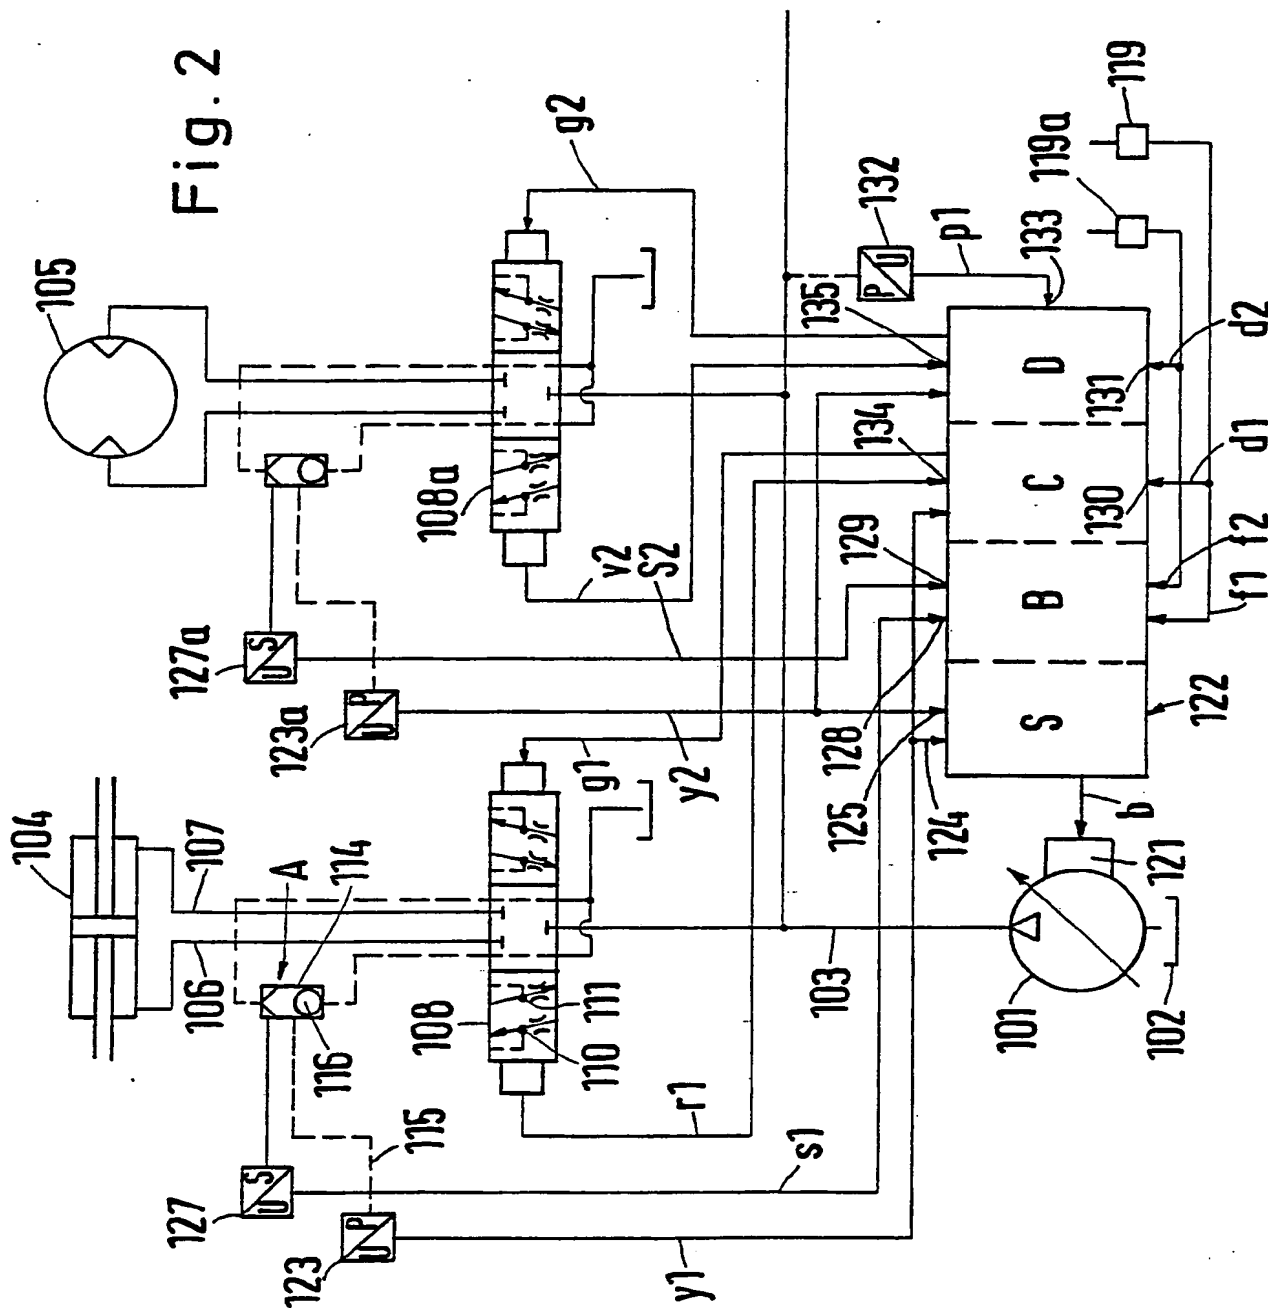 Fig. 2
105
g2
119
119a
132
P U
p1
133
135
108a
134
D
131
d2
C
130
d1
129
v2
S2
127a
U S
123a
U P
B
f2
f1
128
S
122
125
124
y2
g1
104
107
A
114
106
116
108
111
110
103
b
121
101
102
r1
115
127
U S
s1
123
U P
y1